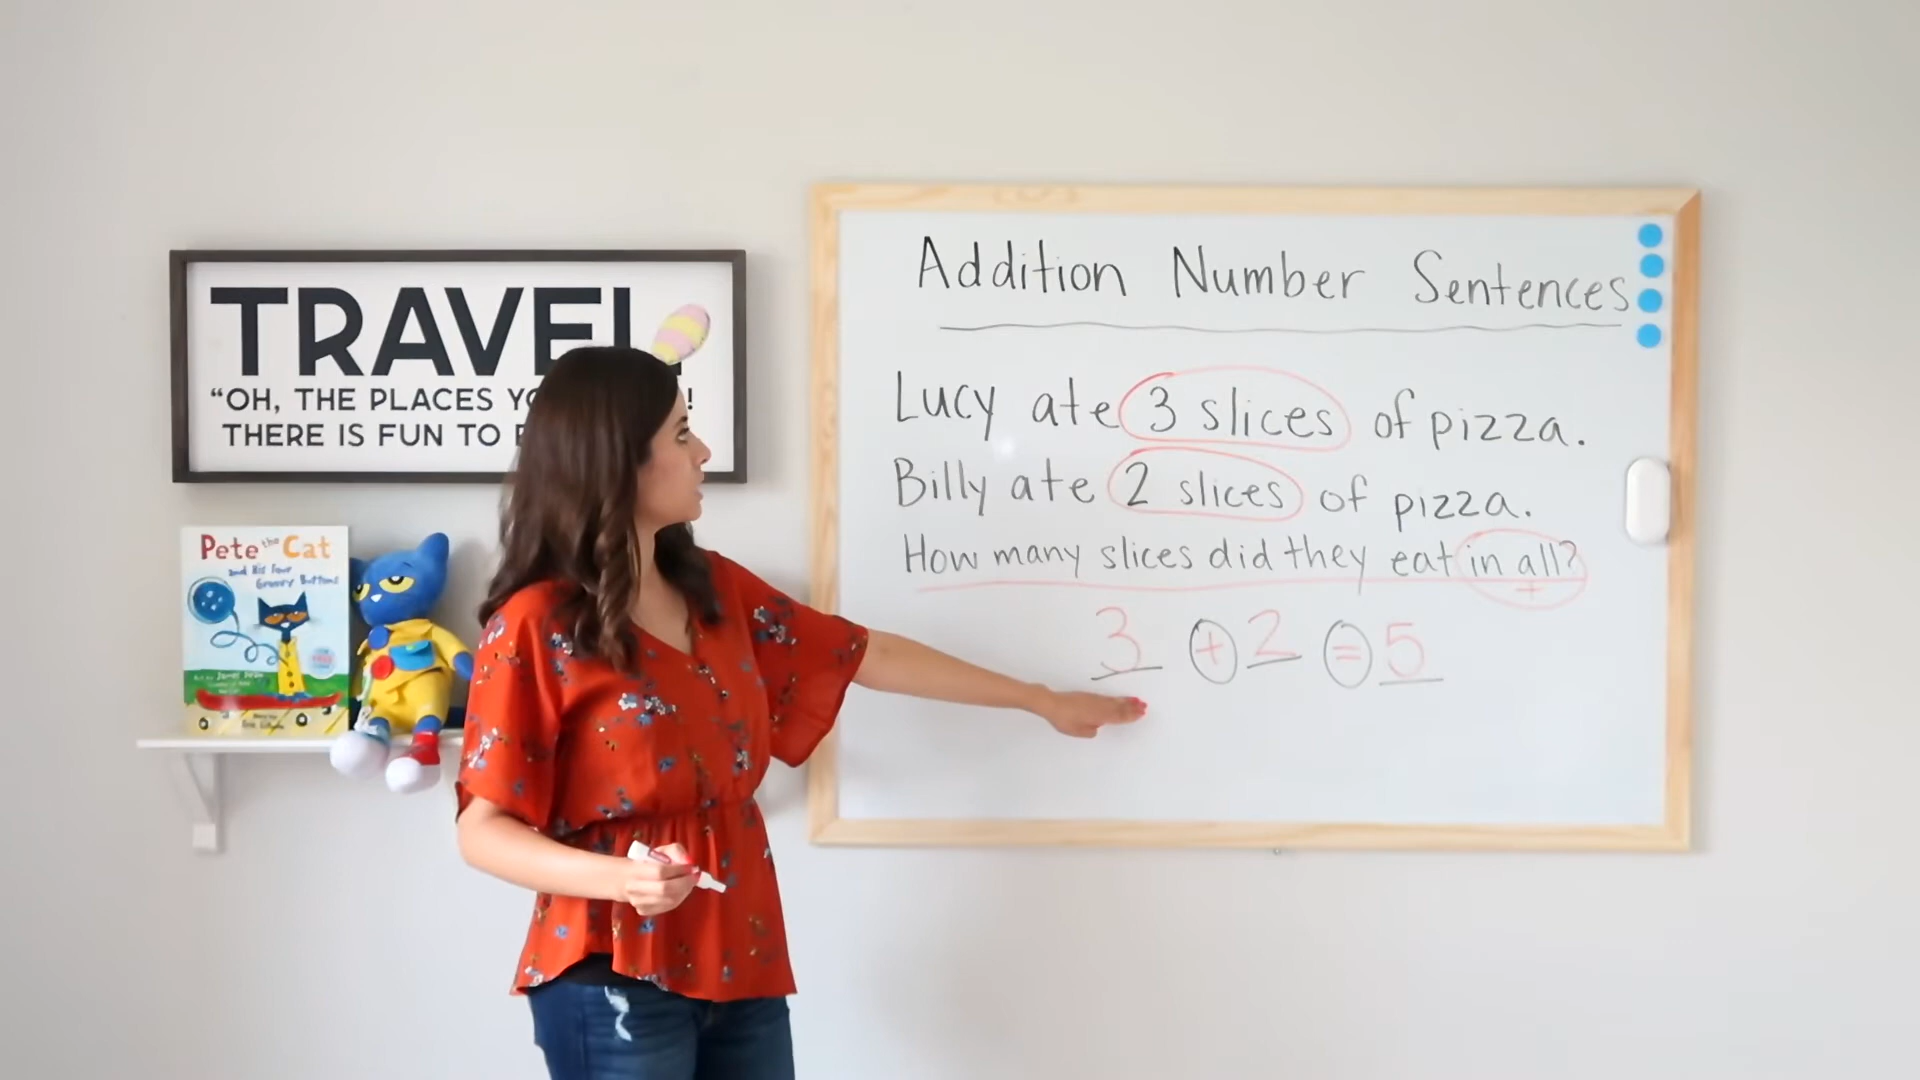 TRAVEL
“OH, THE PLACES !
THERE IS FUN TO
Pete the Cat
and His Four
Groovy Buttons
Addition Number Sentences
Lucy ate 3 slices of pizza.
Billy ate 2 slices of pizza.
How many slices did they eat in all?
+
3 + 2 = 5